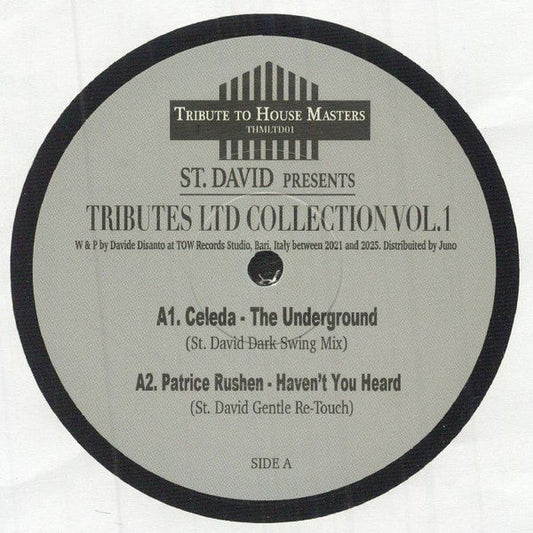 TRIBUTE TO HOUSE MASTERS
THMLTD01
ST. DAVID PRESENTS
TRIBUTES LTD COLLECTION VOL.1
W & P by Davide Disanto at TOW Records Studio, Bari, Italy between 2021 and 2025. Distribuited by Juno
A1. Celeda - The Underground
(St. David Dark Swing Mix)
A2. Patrice Rushen - Haven't You Heard
(St. David Gentle Re-Touch)
SIDE A